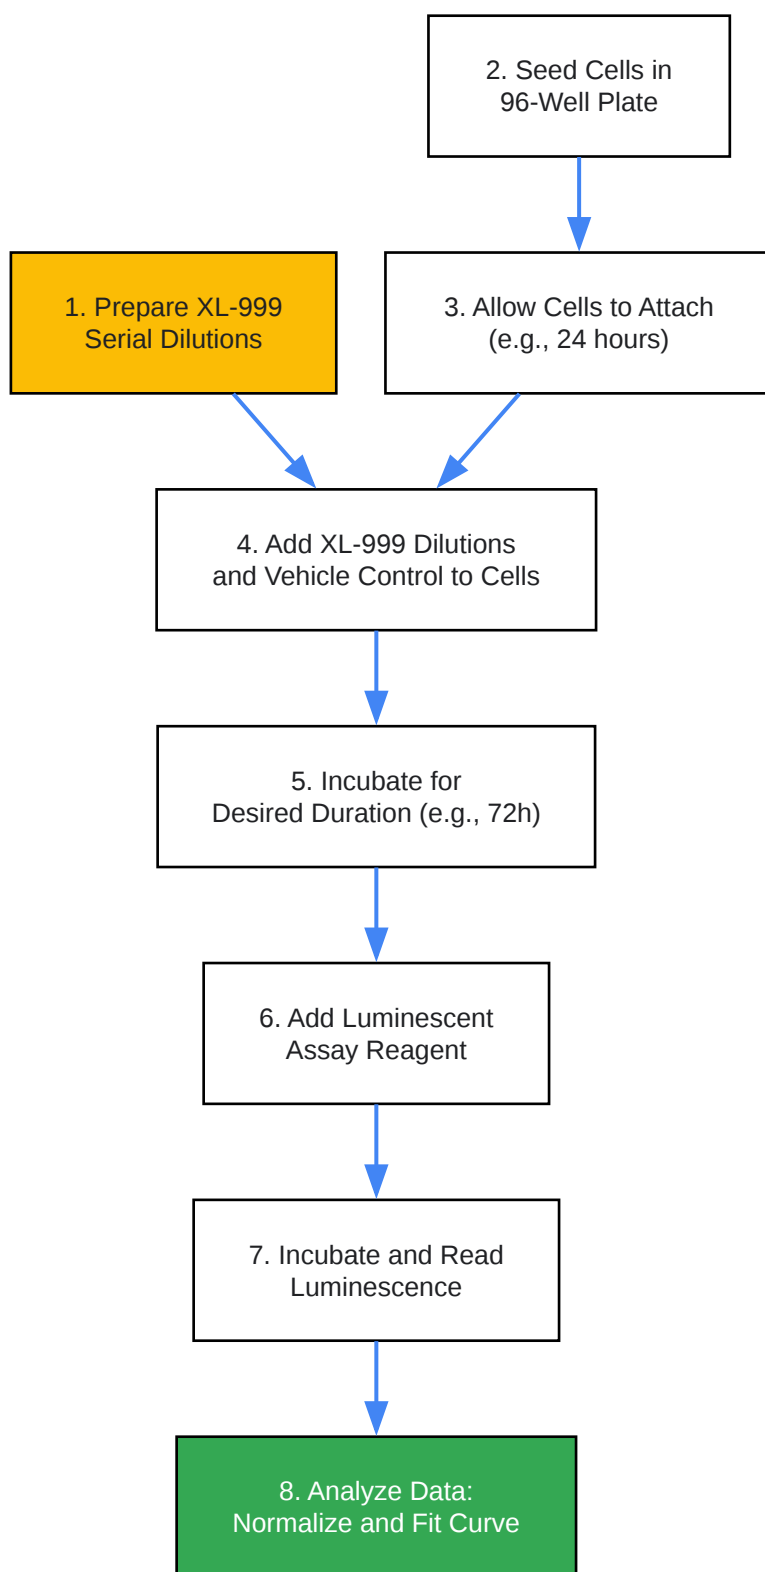 2. Seed Cells in
96-Well Plate
1. Prepare XL-999
Serial Dilutions
3. Allow Cells to Attach
(e.g., 24 hours)
4. Add XL-999 Dilutions
and Vehicle Control to Cells
5. Incubate for
Desired Duration (e.g., 72h)
6. Add Luminescent
Assay Reagent
7. Incubate and Read
Luminescence
8. Analyze Data:
Normalize and Fit Curve